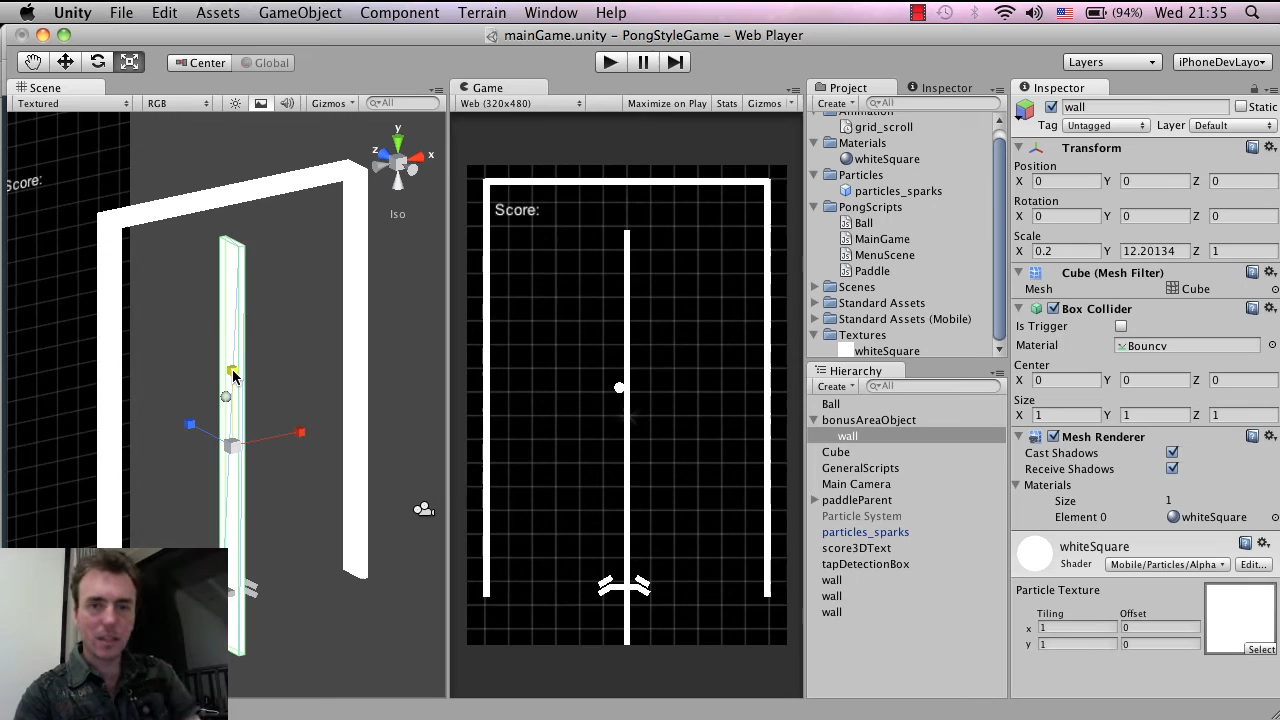 Unity File Edit Assets GameObject Component Terrain Window Help (94%) Wed 21:35
mainGame.unity - PongStyleGame - Web Player
Center Global Layers iPhoneDevLayo
Scene
Textured RGB Gizmos All
Score:
y
x
z
Iso
Game
Web (320x480) Maximize on Play Stats Gizmos
Score:
Project Inspector
Create All
Animation
grid_scroll
Materials
whiteSquare
Particles
particles_sparks
PongScripts
Ball
MainGame
MenuScene
Paddle
Scenes
Standard Assets
Standard Assets (Mobile)
Textures
whiteSquare
Hierarchy
Create All
Ball
bonusAreaObject
wall
Cube
GeneralScripts
Main Camera
paddleParent
Particle System
particles_sparks
score3DText
tapDetectionBox
wall
wall
wall
Inspector
wall Static
Tag Untagged Layer Default
Transform
Position
X 0 Y 0 Z 0
Rotation
X 0 Y 0 Z 0
Scale
X 0.2 Y 12.20134 Z 1
Cube (Mesh Filter)
Mesh Cube
Box Collider
Is Trigger
Material Bouncy
Center
X 0 Y 0 Z 0
Size
X 1 Y 1 Z 1
Mesh Renderer
Cast Shadows
Receive Shadows
Materials
Size 1
Element 0 whiteSquare
whiteSquare
Shader Mobile/Particles/Alpha Edit...
Particle Texture
Tiling Offset
x 1 0
y 1 0
Select